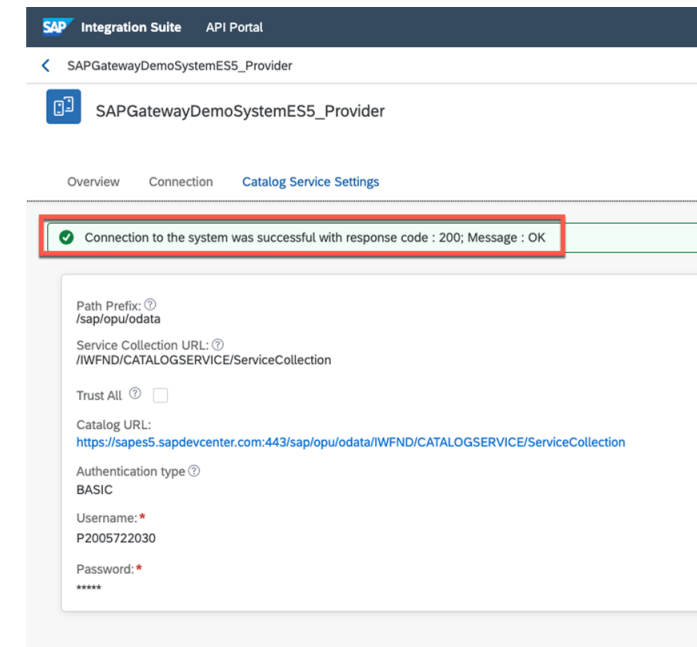 SAP Integration Suite API Portal
SAPGatewayDemoSystemES5_Provider
SAPGatewayDemoSystemES5_Provider
Overview Connection Catalog Service Settings
Connection to the system was successful with response code : 200; Message : OK
Path Prefix:
/sap/opu/odata
Service Collection URL:
/IWFND/CATALOGSERVICE/ServiceCollection
Trust All
Catalog URL:
https://sapes5.sapdevcenter.com:443/sap/opu/odata/IWFND/CATALOGSERVICE/ServiceCollection
Authentication type
BASIC
Username:*
P2005722030
Password:*
*****